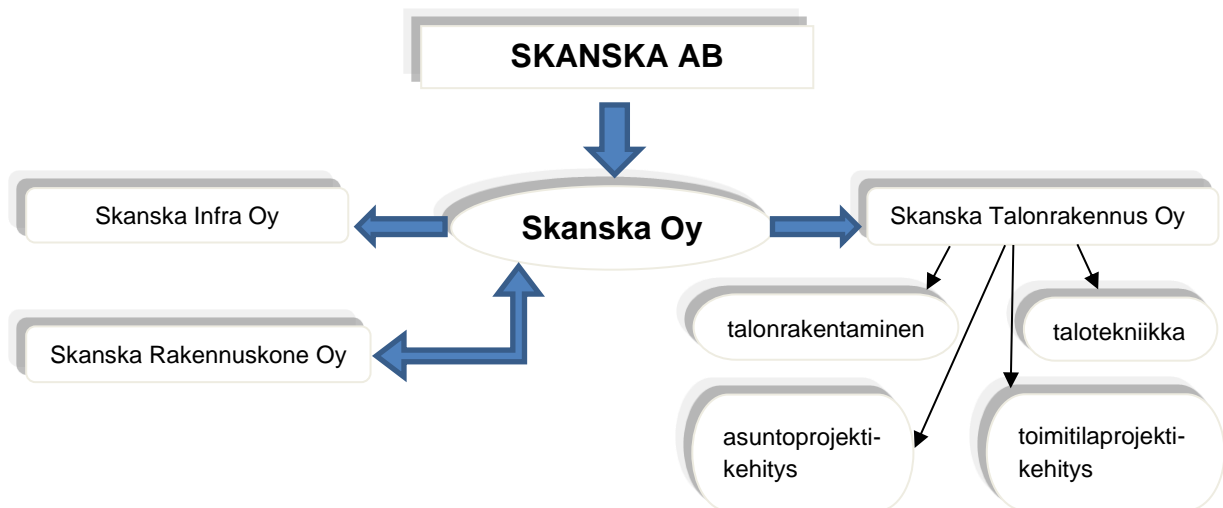 SKANSKA AB
Skanska Infra Oy
Skanska Oy
Skanska Talonrakennus Oy
Skanska Rakennuskone Oy
talonrakentaminen
talotekniikka
asuntoprojekti-
kehitys
toimitilaprojekti-
kehitys